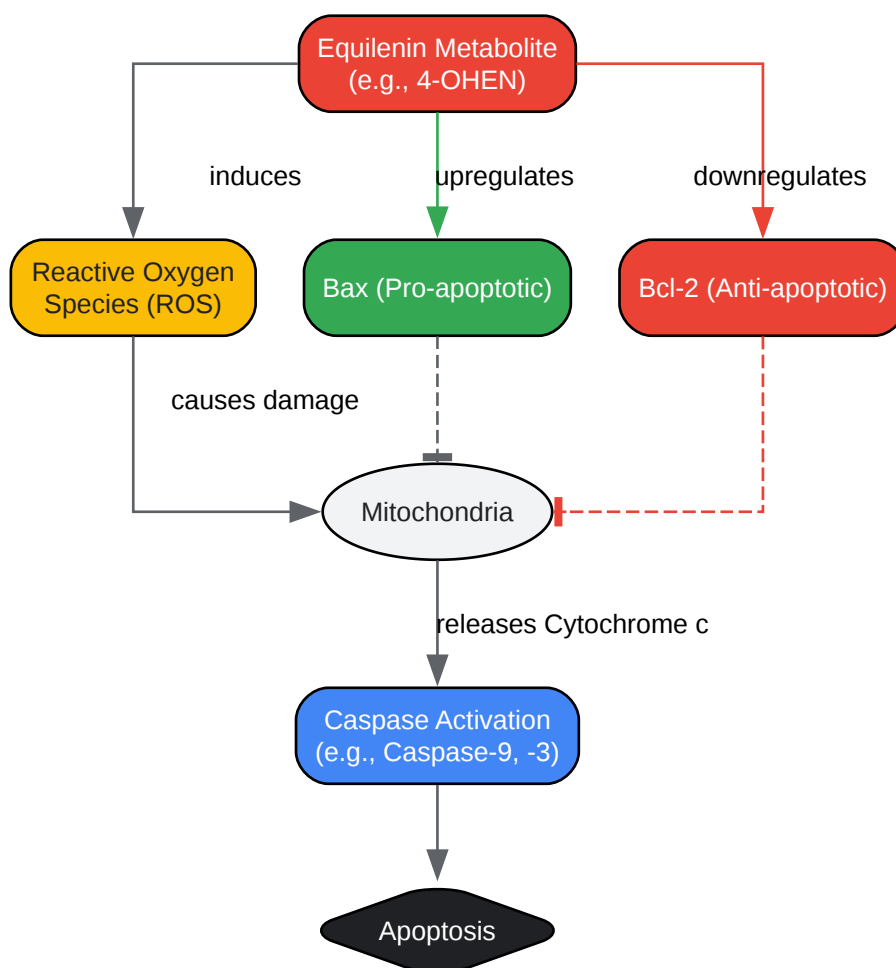 Equilenin Metabolite
(e.g., 4-OHEN)
induces
upregulates
downregulates
Reactive Oxygen
Species (ROS)
Bax (Pro-apoptotic)
Bcl-2 (Anti-apoptotic)
causes damage
Mitochondria
releases Cytochrome c
Caspase Activation
(e.g., Caspase-9, -3)
Apoptosis